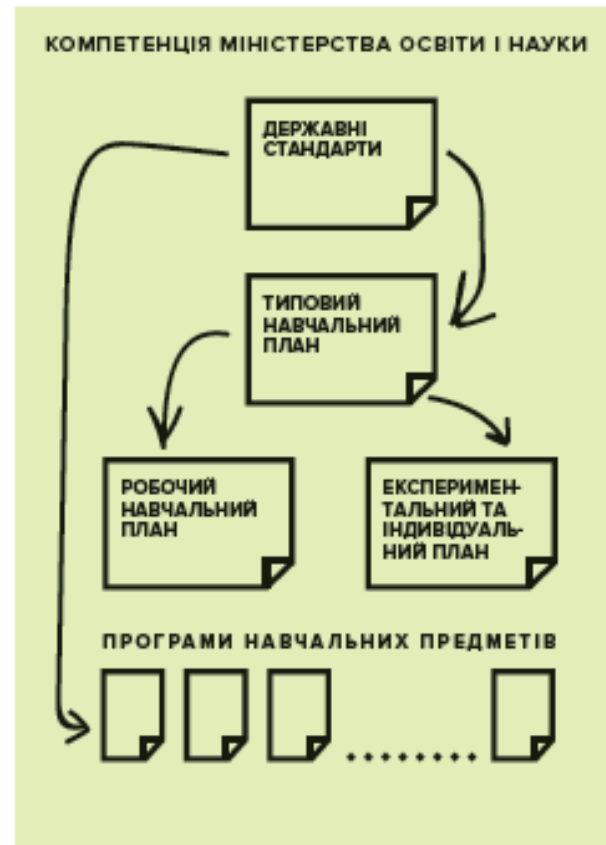 КОМПЕТЕНЦІЯ МІНІСТЕРСТВА ОСВІТИ І НАУКИ
ДЕРЖАВНІ
СТАНДАРТИ
ТИПОВИЙ
НАВЧАЛЬНИЙ
ПЛАН
РОБОЧИЙ
НАВЧАЛЬНИЙ
ПЛАН
ЕКСПЕРИМЕН-
ТАЛЬНИЙ ТА
ІНДИВІДУАЛЬ-
НИЙ ПЛАН
ПРОГРАМИ НАВЧАЛЬНИХ ПРЕДМЕТІВ